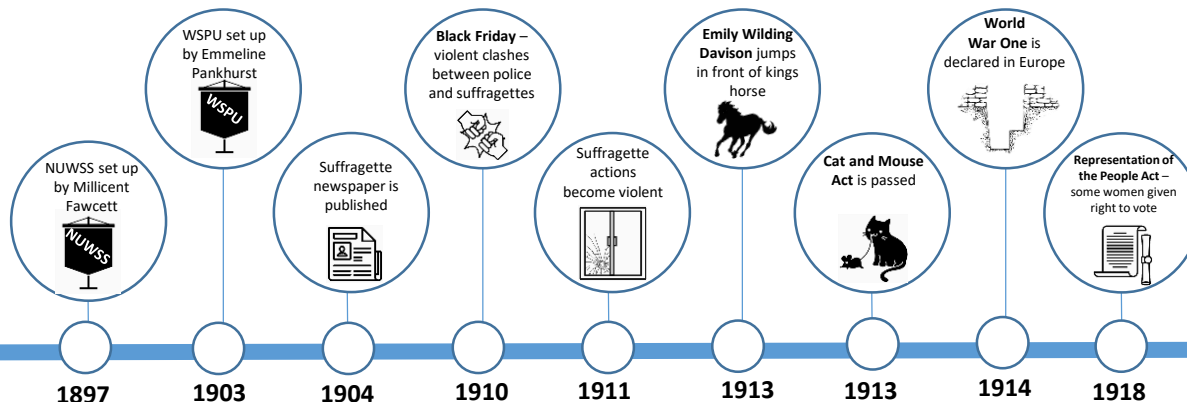 NUWSS set up
by Millicent
Fawcett
NUWSS
1897
WSPU set up
by Emmeline
Pankhurst
WSPU
1903
Suffragette
newspaper is
published
1904
Black Friday –
violent clashes
between police
and suffragettes
1910
Suffragette
actions
become violent
1911
Emily Wilding
Davison jumps
in front of kings
horse
1913
Cat and Mouse
Act is passed
1913
World
War One is
declared in Europe
1914
Representation of
the People Act –
some women given
right to vote
1918